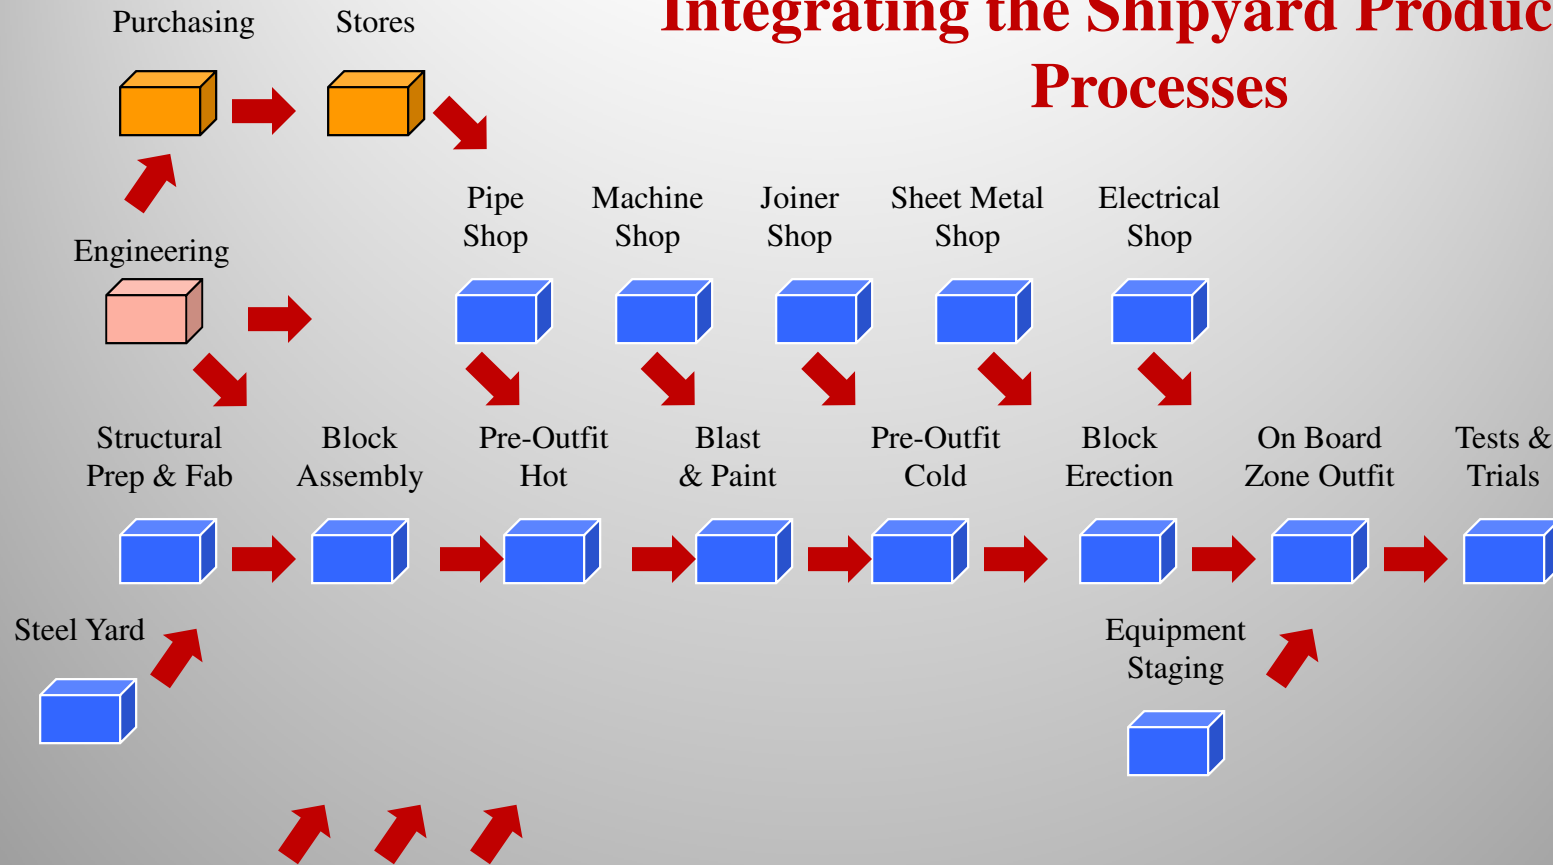 Integrating the Shipyard Produc
Processes
Purchasing
Stores
Engineering
Pipe
Shop
Machine
Shop
Joiner
Shop
Sheet Metal
Shop
Electrical
Shop
Structural
Prep & Fab
Block
Assembly
Pre-Outfit
Hot
Blast
& Paint
Pre-Outfit
Cold
Block
Erection
On Board
Zone Outfit
Tests &
Trials
Steel Yard
Equipment
Staging